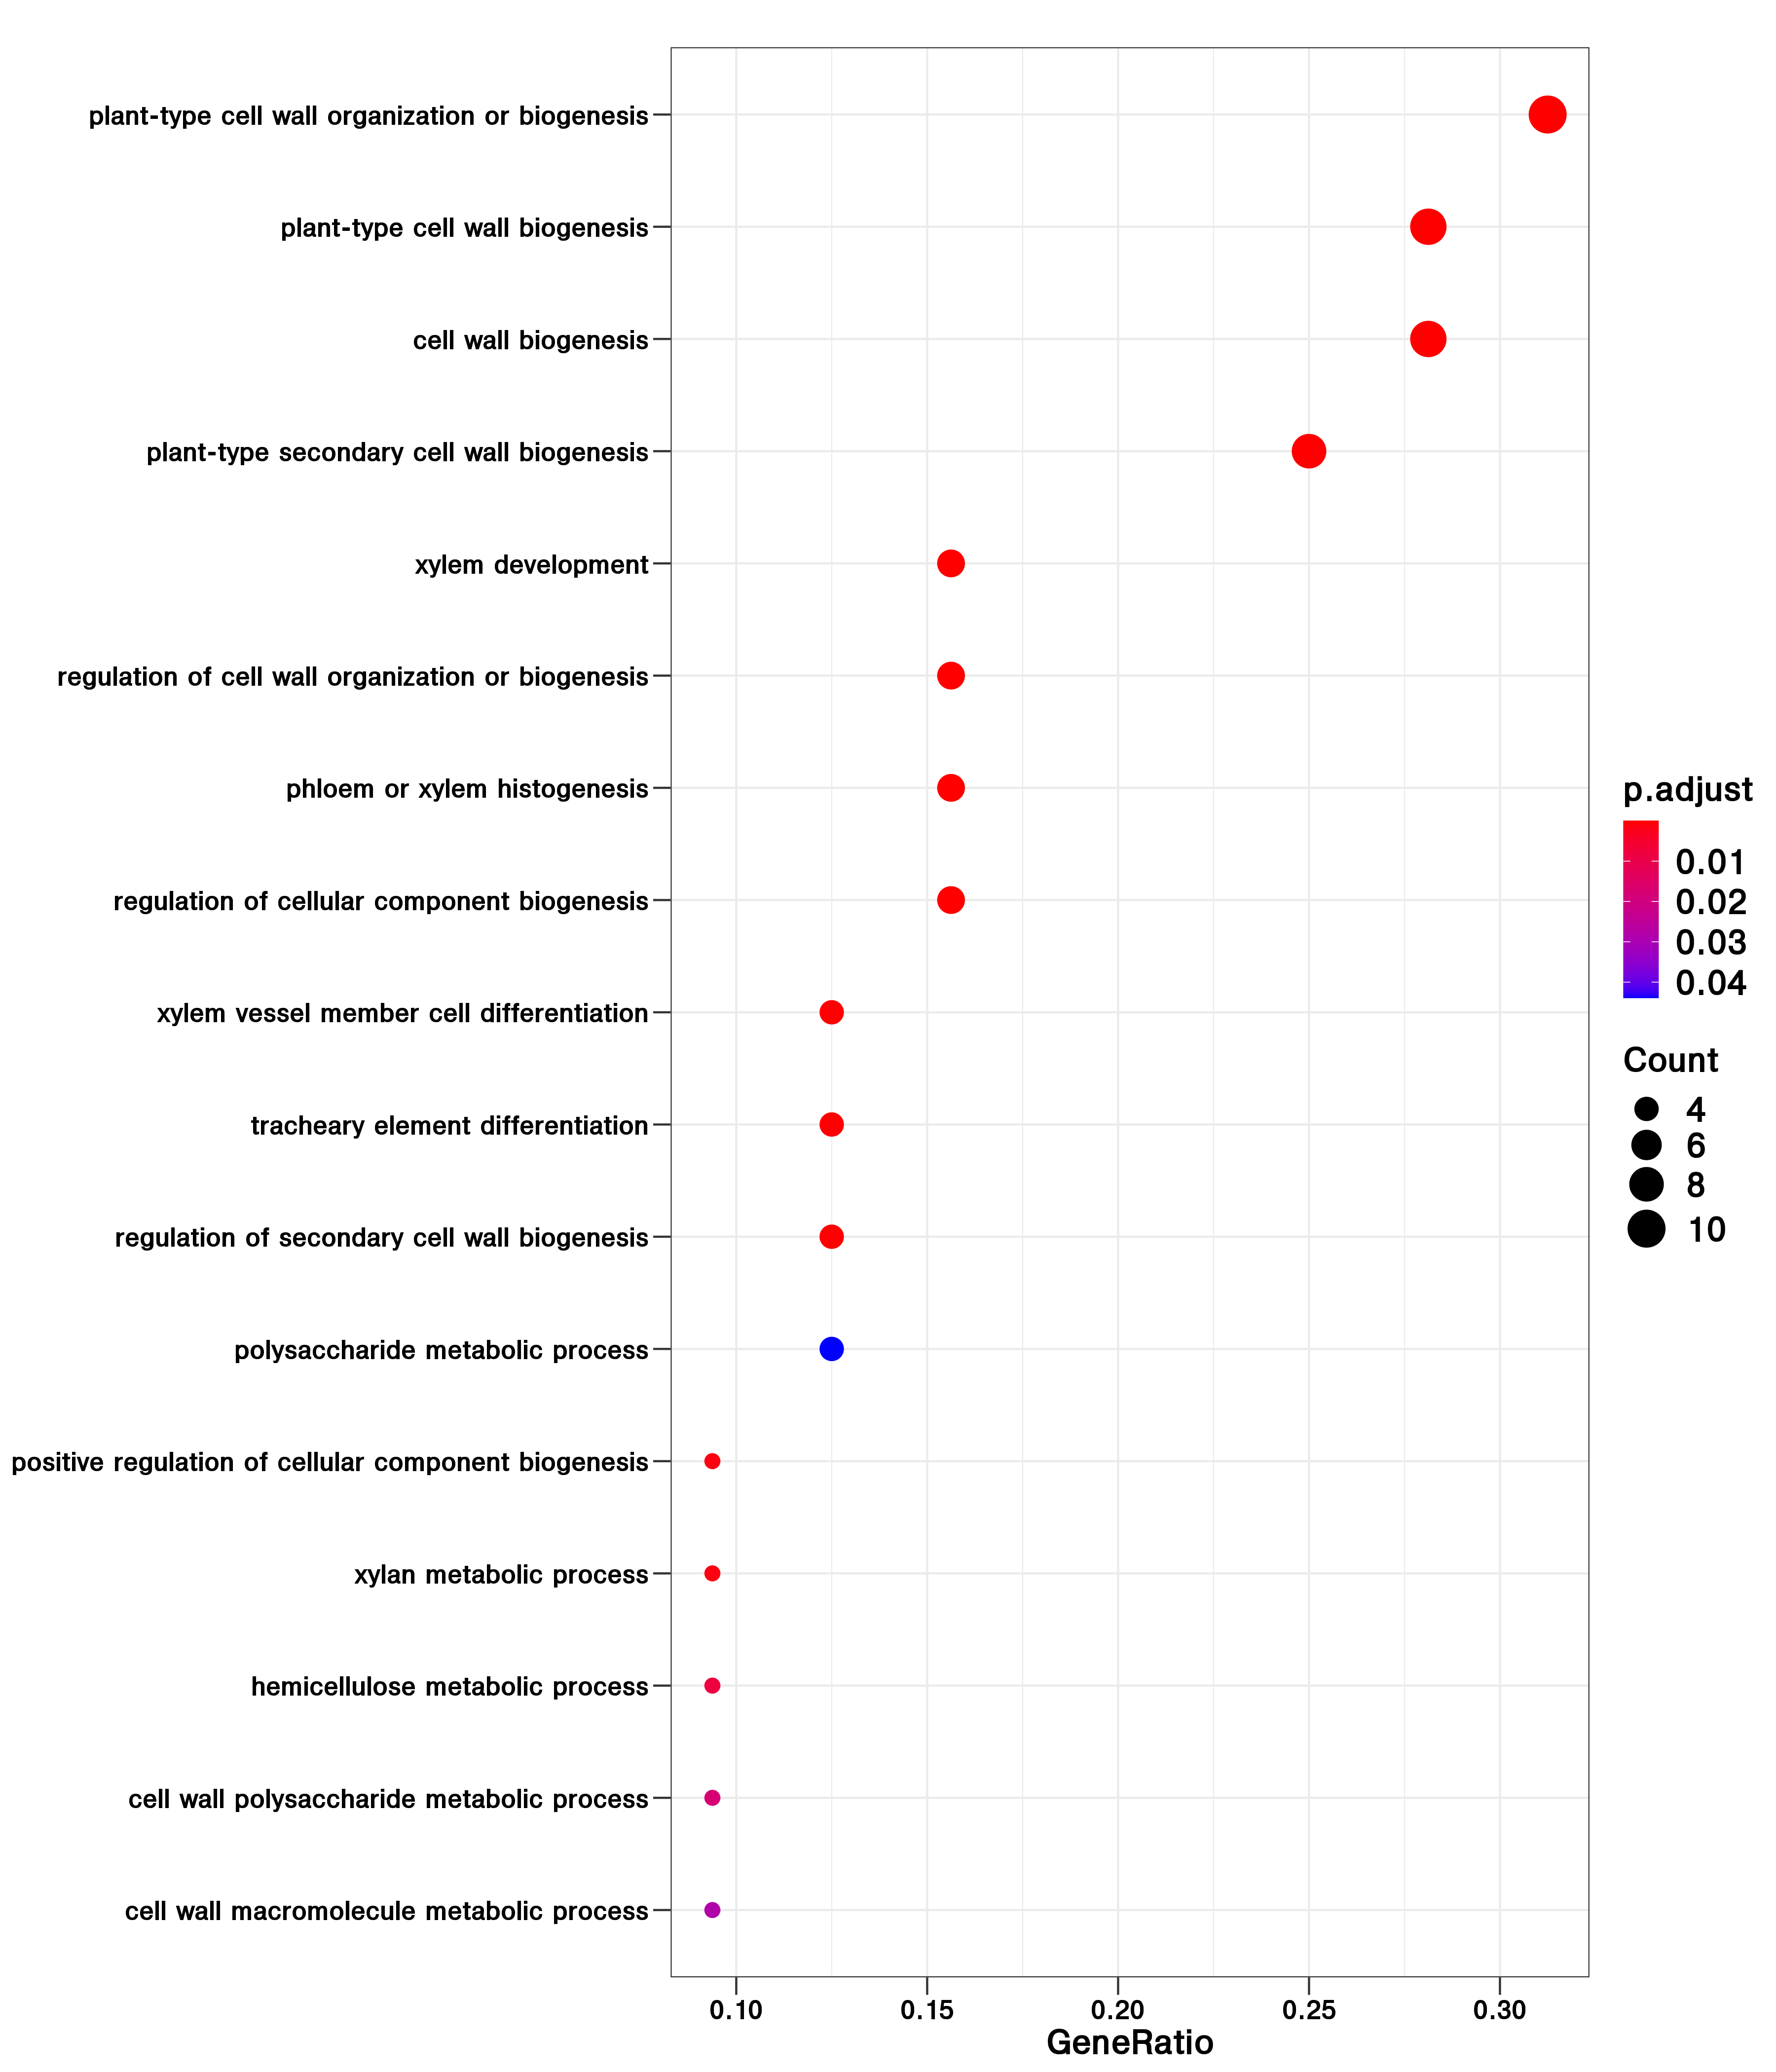 plant-type cell wall organization or biogenesis
plant-type cell wall biogenesis
cell wall biogenesis
plant-type secondary cell wall biogenesis
xylem development
regulation of cell wall organization or biogenesis
phloem or xylem histogenesis
regulation of cellular component biogenesis
xylem vessel member cell differentiation
tracheary element differentiation
regulation of secondary cell wall biogenesis
polysaccharide metabolic process
positive regulation of cellular component biogenesis
xylan metabolic process
hemicellulose metabolic process
cell wall polysaccharide metabolic process
cell wall macromolecule metabolic process
0.10 0.15 0.20 0.25 0.30
GeneRatio
p.adjust
0.01
0.02
0.03
0.04
Count
4
6
8
10